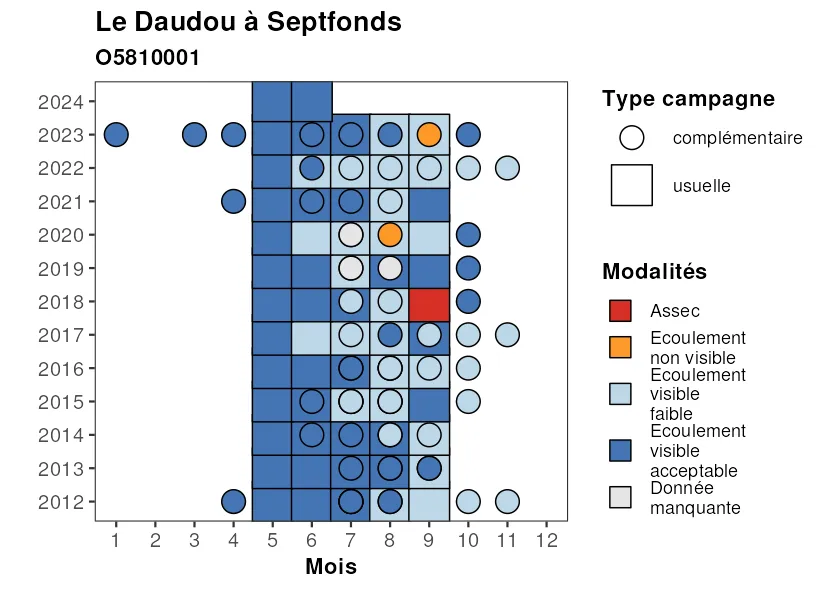 Le Daudou à Septfonds
O5810001
2024
2023
2022
2021
2020
2019
2018
2017
2016
2015
2014
2013
2012
1 2 3 4 5 6 7 8 9 10 11 12
Mois
Type campagne
complémentaire
usuelle
Modalités
Assec
Ecoulement
non visible
Ecoulement
visible
faible
Ecoulement
visible
acceptable
Donnée
manquante